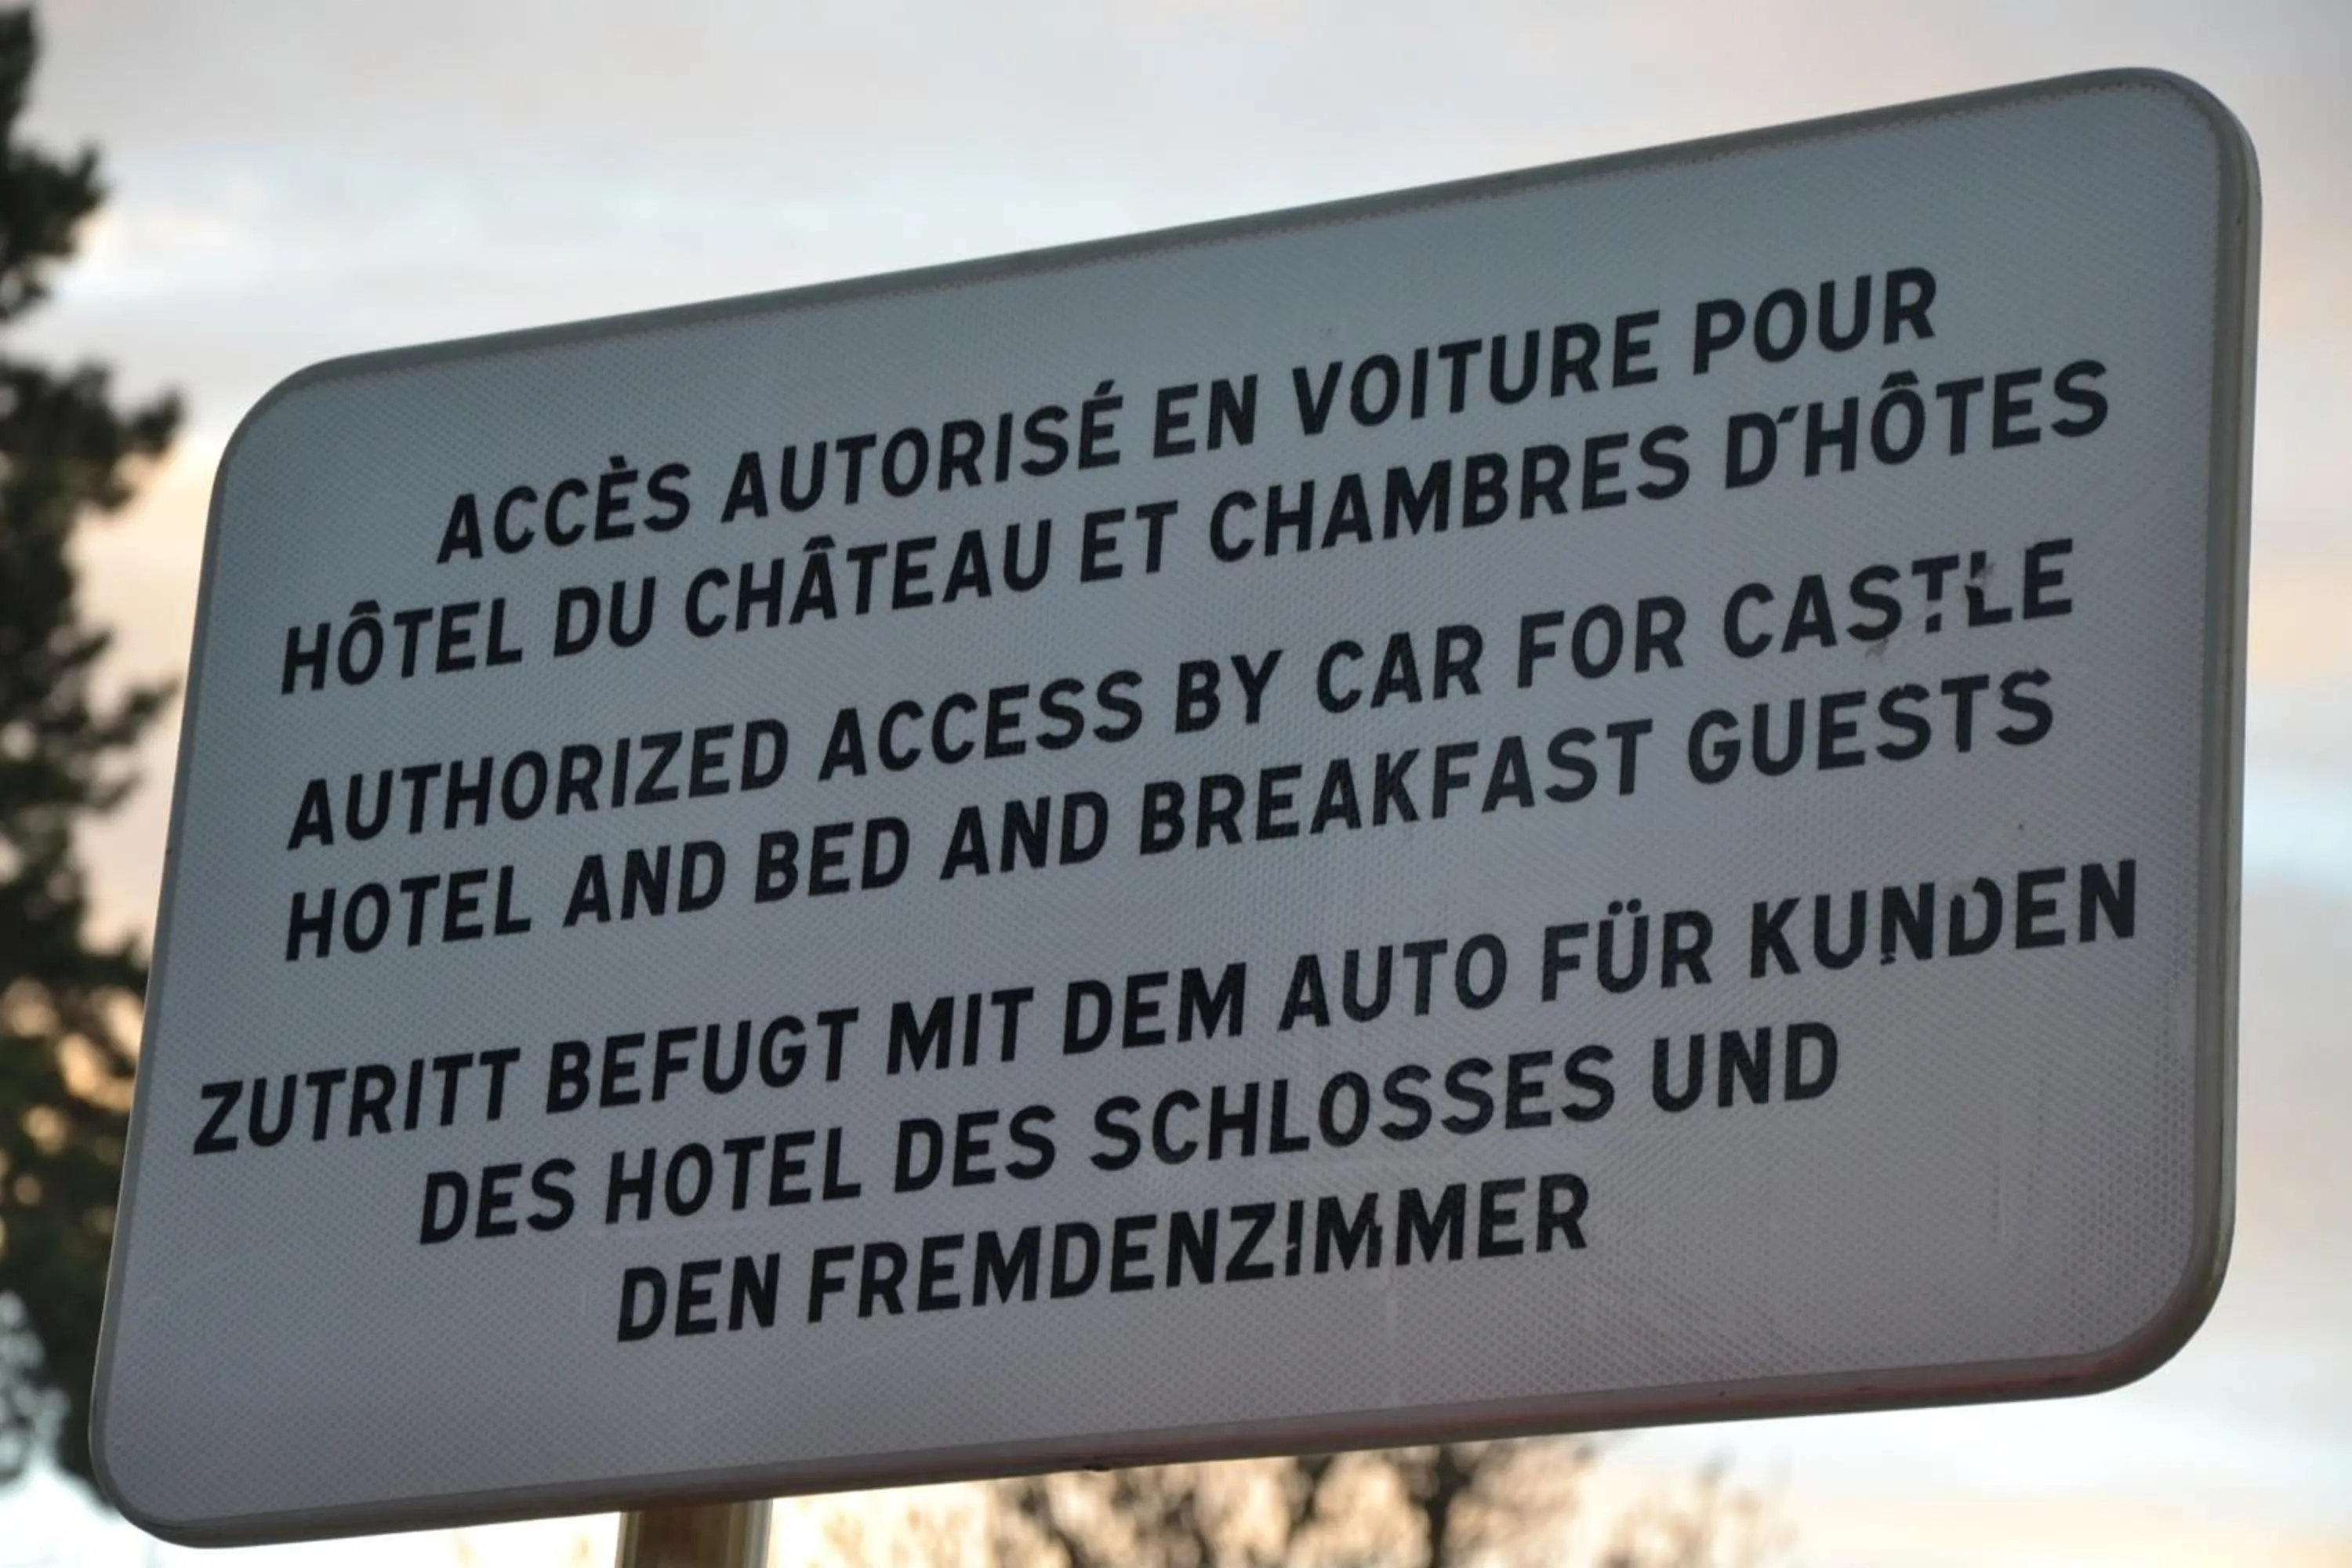 ACCÈS AUTORISÉ EN VOITURE POUR
HÔTEL DU CHÂTEAU ET CHAMBRES D´HÔTES
AUTHORIZED ACCESS BY CAR FOR CASTLE
HOTEL AND BED AND BREAKFAST GUESTS
ZUTRITT BEFUGT MIT DEM AUTO FÜR KUNDEN
DES HOTEL DES SCHLOSSES UND
DEN FREMDENZIMMER